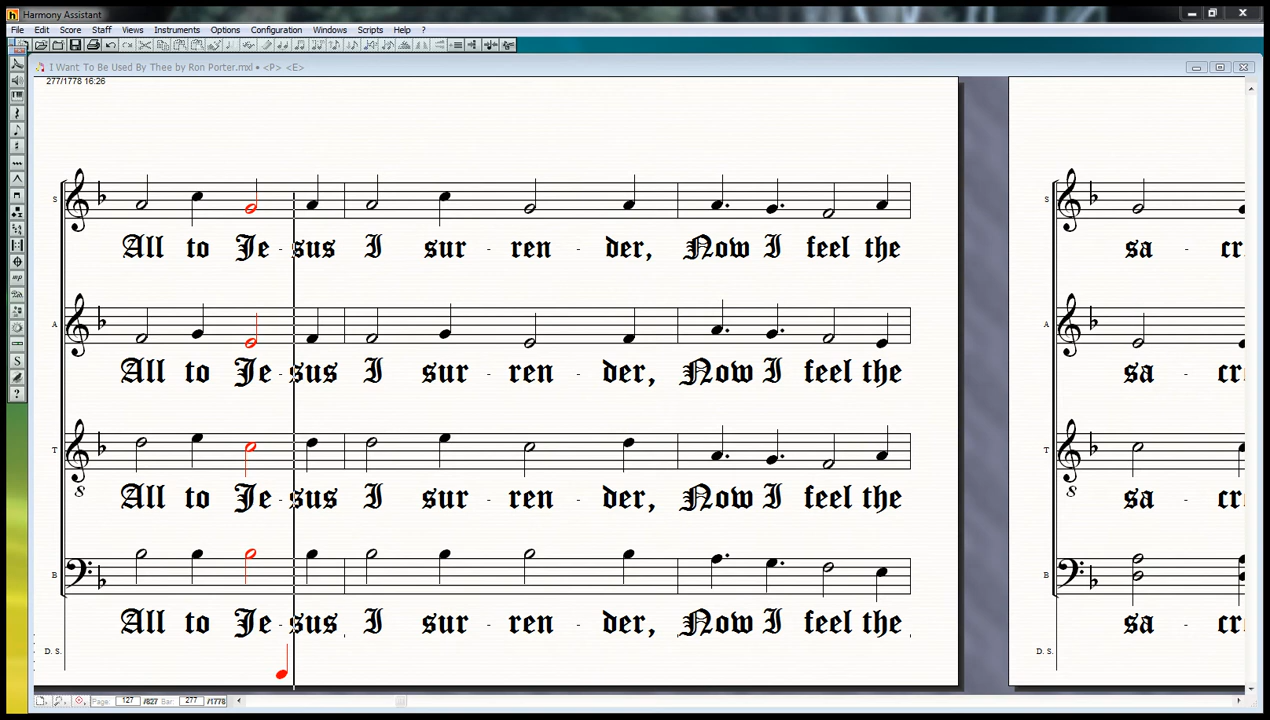 Harmony Assistant
File Edit Score Staff Views Instruments Options Configuration Windows Scripts Help ?
I Want To Be Used By Thee by Ron Porter.mxl • <P> <E>
277/1778 16:26
S
All to Je - sus I sur - ren - der, Now I feel the
S
sa - cr
A
All to Je - sus I sur - ren - der, Now I feel the
A
sa - cr
T
8
All to Je - sus I sur - ren - der, Now I feel the
T
8
sa - cr
B
All to Je - sus I sur - ren - der, Now I feel the
B
sa - cr
D. S.
D. S.
Page: 127 /827 Bar: 277 /1778